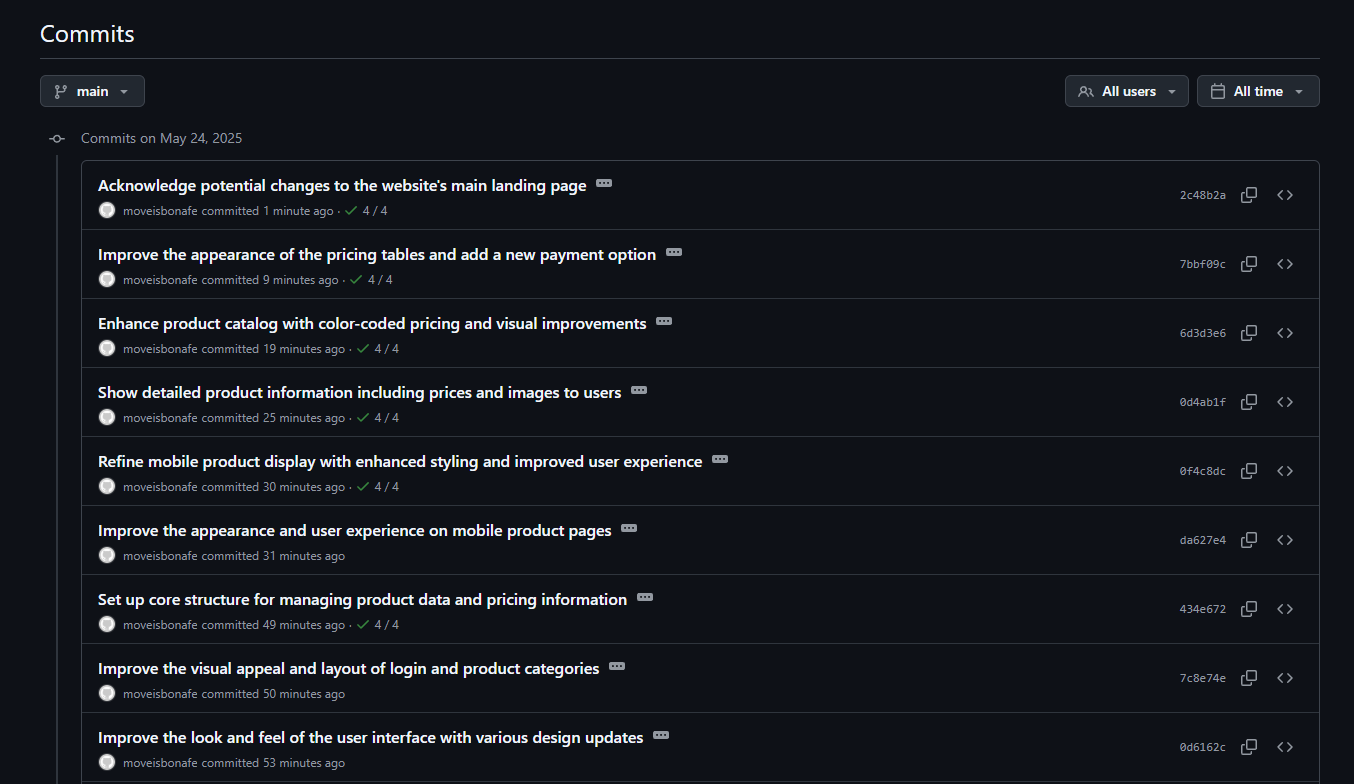 Commits
main
All users
All time
Commits on May 24, 2025
Acknowledge potential changes to the website's main landing page
moveisbonafe committed 1 minute ago · 4 / 4
2c48b2a
Improve the appearance of the pricing tables and add a new payment option
moveisbonafe committed 9 minutes ago · 4 / 4
7bbf09c
Enhance product catalog with color-coded pricing and visual improvements
moveisbonafe committed 19 minutes ago · 4 / 4
6d3d3e6
Show detailed product information including prices and images to users
moveisbonafe committed 25 minutes ago · 4 / 4
0d4ab1f
Refine mobile product display with enhanced styling and improved user experience
moveisbonafe committed 30 minutes ago · 4 / 4
0f4c8dc
Improve the appearance and user experience on mobile product pages
moveisbonafe committed 31 minutes ago
da627e4
Set up core structure for managing product data and pricing information
moveisbonafe committed 49 minutes ago · 4 / 4
434e672
Improve the visual appeal and layout of login and product categories
moveisbonafe committed 50 minutes ago
7c8e74e
Improve the look and feel of the user interface with various design updates
moveisbonafe committed 53 minutes ago
0d6162c